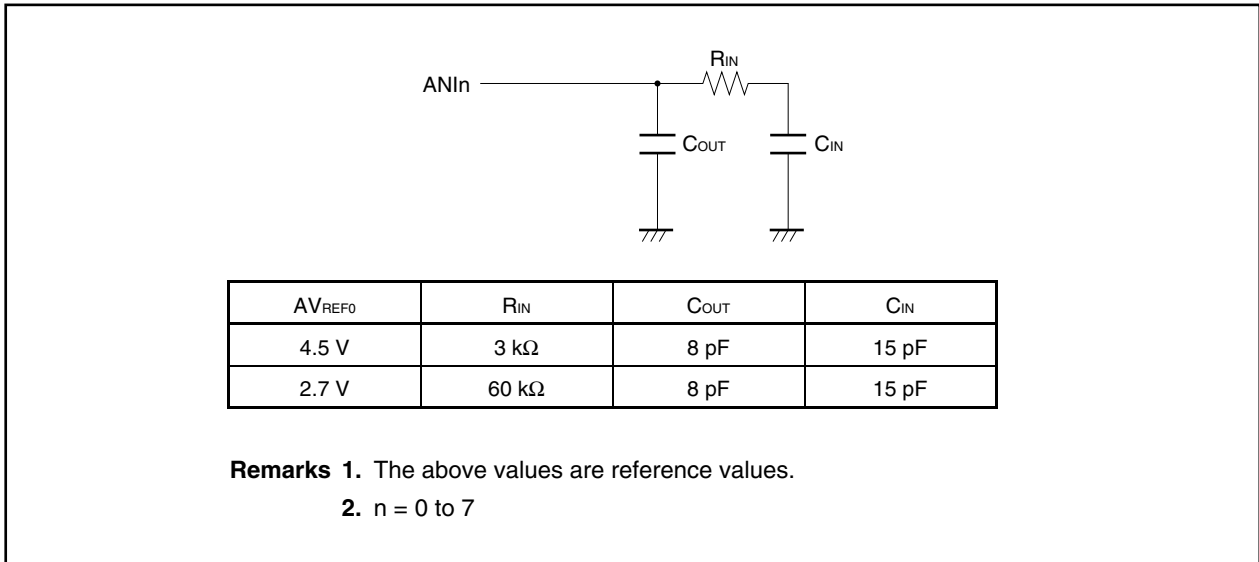 RIN
ANIn
COUT
CIN
AVREF0 RIN COUT CIN
4.5 V 3 kΩ 8 pF 15 pF
2.7 V 60 kΩ 8 pF 15 pF
Remarks 1. The above values are reference values.
2. n = 0 to 7